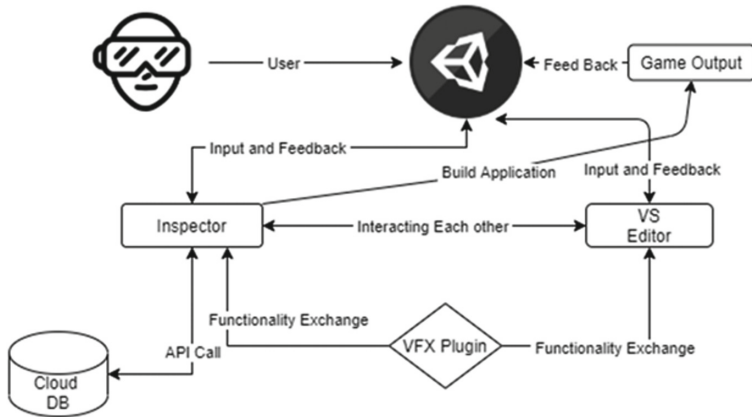 User
Feed Back
Game Output
Input and Feedback
Build Application
Input and Feedback
Inspector
Interacting Each other
VS
Editor
Functionality Exchange
VFX Plugin
API Call
Functionality Exchange
Cloud
DB